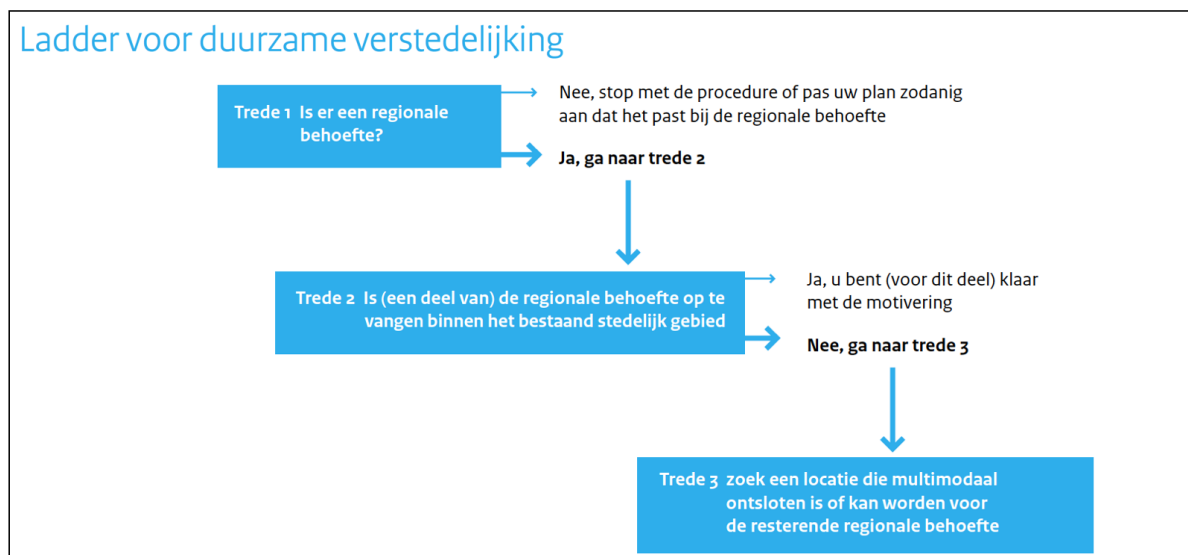 Ladder voor duurzame verstedelijking
Trede 1 Is er een regionale
behoefte?
Nee, stop met de procedure of pas uw plan zodanig
aan dat het past bij de regionale behoefte
Ja, ga naar trede 2
Trede 2 Is (een deel van) de regionale behoefte op te
vangen binnen het bestaand stedelijk gebied
Ja, u bent (voor dit deel) klaar
met de motivering
Nee, ga naar trede 3
Trede 3 zoek een locatie die multimodaal
ontsloten is of kan worden voor
de resterende regionale behoefte